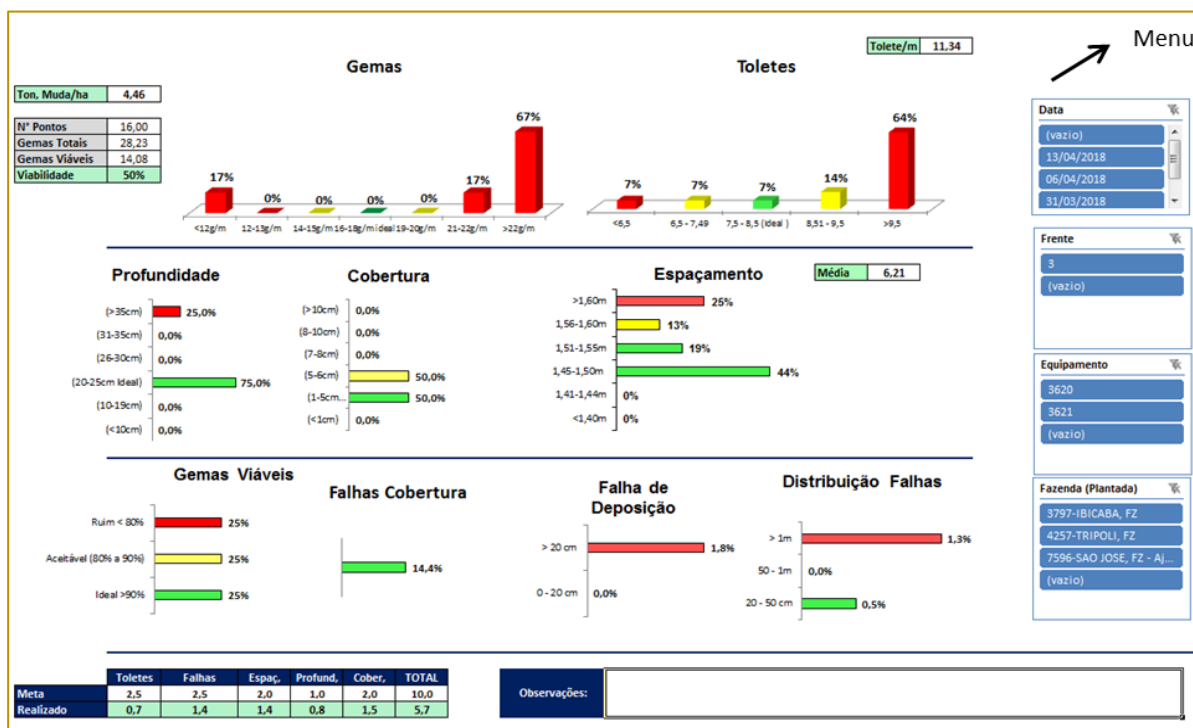 Menu
Tolete/m 11,34
Gemas
Toletes
Ton, Muda/ha 4,46
N° Pontos 16,00
Gemas Totais 28,23
Gemas Viáveis 14,08
Viabilidade 50%
17% 0% 0% 0% 0% 17% 67%
<12g/m 12-13g/m 14-15g/m 16-18g/m ideal 19-20g/m 21-22g/m >22g/m
7% 7% 7% 14% 64%
<6,5 6,5 - 7,49 7,5 - 8,5 (Ideal ) 8,51 - 9,5 >9,5
Data
(vazio)
13/04/2018
06/04/2018
31/03/2018
Profundidade
(>35cm) 25,0%
(31-35cm) 0,0%
(26-30cm) 0,0%
(20-25cm Ideal) 75,0%
(10-19cm) 0,0%
(<10cm) 0,0%
Cobertura
(>10cm) 0,0%
(8-10cm) 0,0%
(7-8cm) 0,0%
(5-6cm) 50,0%
(1-5cm... 50,0%
(<1cm) 0,0%
Espaçamento
Média 6,21
>1,60m 25%
1,56-1,60m 13%
1,51-1,55m 19%
1,45-1,50m 44%
1,41-1,44m 0%
<1,40m 0%
Frente
3
(vazio)
Equipamento
3620
3621
(vazio)
Gemas Viáveis
Ruim < 80% 25%
Aceitável (80% a 90%) 25%
Ideal >90% 25%
Falhas Cobertura
14,4%
Falha de
Deposição
> 20 cm 1,8%
0 - 20 cm 0,0%
Distribuição Falhas
> 1m 1,3%
50 - 1m 0,0%
20 - 50 cm 0,5%
Fazenda (Plantada)
3797-IBICABA, FZ
4257-TRIPOLI, FZ
7596-SAO JOSE, FZ - Aj...
(vazio)
Toletes Falhas Espaç, Profund, Cober, TOTAL
Meta 2,5 2,5 2,0 1,0 2,0 10,0
Realizado 0,7 1,4 1,4 0,8 1,5 5,7
Observações: